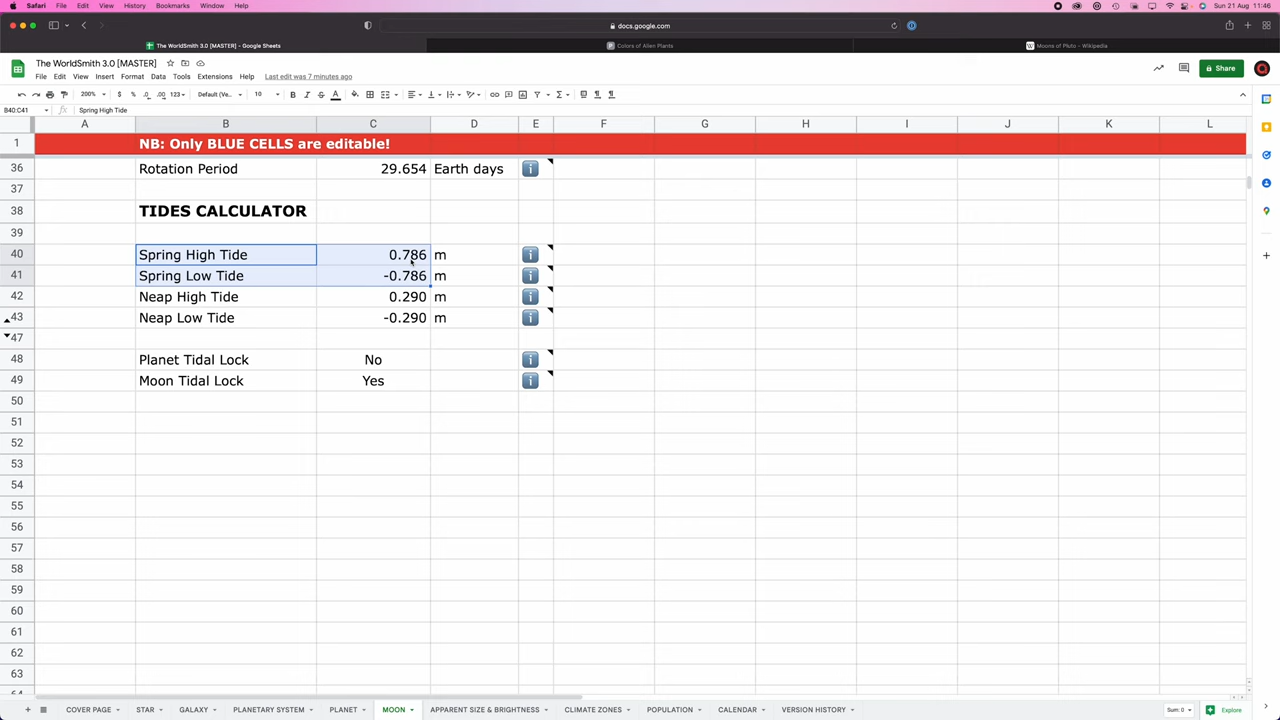 Safari File Edit View History Bookmarks Window Help Sun 21 Aug 11:46
docs.google.com
The WorldSmith 3.0 [MASTER] - Google Sheets Colors of Alien Plants Moons of Pluto - Wikipedia
The WorldSmith 3.0 [MASTER]
File Edit View Insert Format Data Tools Extensions Help Last edit was 7 minutes ago
Share
200% $ % .0 .00 123 Default (Ve... 10 B I S A
B40:C41 fx Spring High Tide
A B C D E F G H I J K L
1 NB: Only BLUE CELLS are editable!
36 Rotation Period 29.654 Earth days i
37
38 TIDES CALCULATOR
39
40 Spring High Tide 0.786 m i
41 Spring Low Tide -0.786 m i
42 Neap High Tide 0.290 m i
43 Neap Low Tide -0.290 m i
47
48 Planet Tidal Lock No i
49 Moon Tidal Lock Yes i
50
51
52
53
54
55
56
57
58
59
60
61
62
63
64
COVER PAGE STAR GALAXY PLANETARY SYSTEM PLANET MOON APPARENT SIZE & BRIGHTNESS CLIMATE ZONES POPULATION CALENDAR VERSION HISTORY Sum: 0 Explore